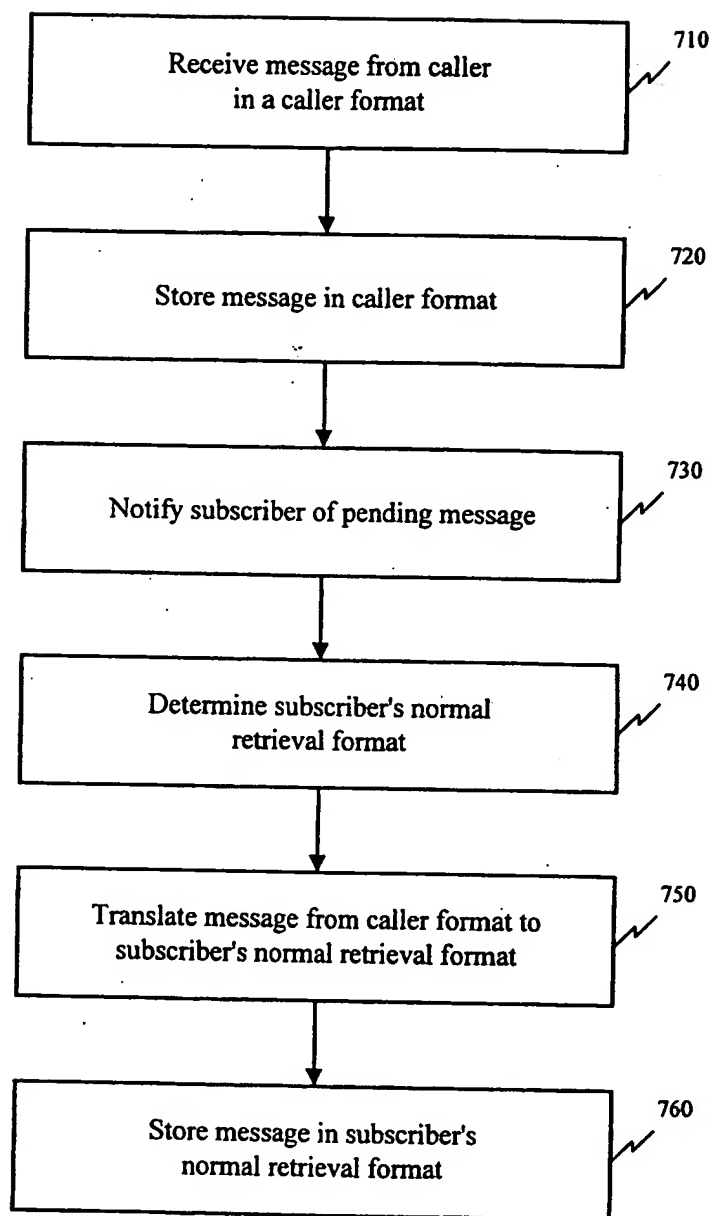 710
Receive message from caller
in a caller format
720
Store message in caller format
730
Notify subscriber of pending message
740
Determine subscriber's normal
retrieval format
750
Translate message from caller format to
subscriber's normal retrieval format
760
Store message in subscriber's
normal retrieval format